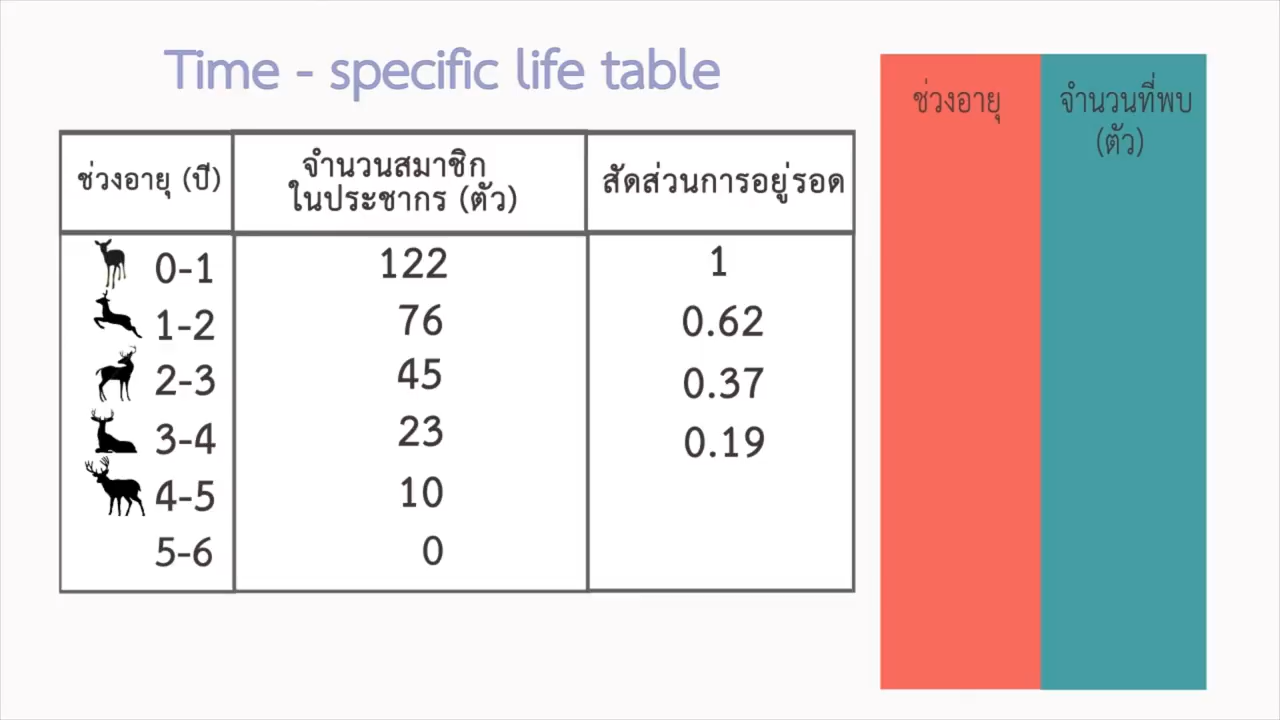 Time - specific life table
ช่วงอายุ (ปี)
จำนวนสมาชิก
ในประชากร (ตัว)
สัดส่วนการอยู่รอด
0-1 122 1
1-2 76 0.62
2-3 45 0.37
3-4 23 0.19
4-5 10
5-6 0
ช่วงอายุ
จำนวนที่พบ
(ตัว)